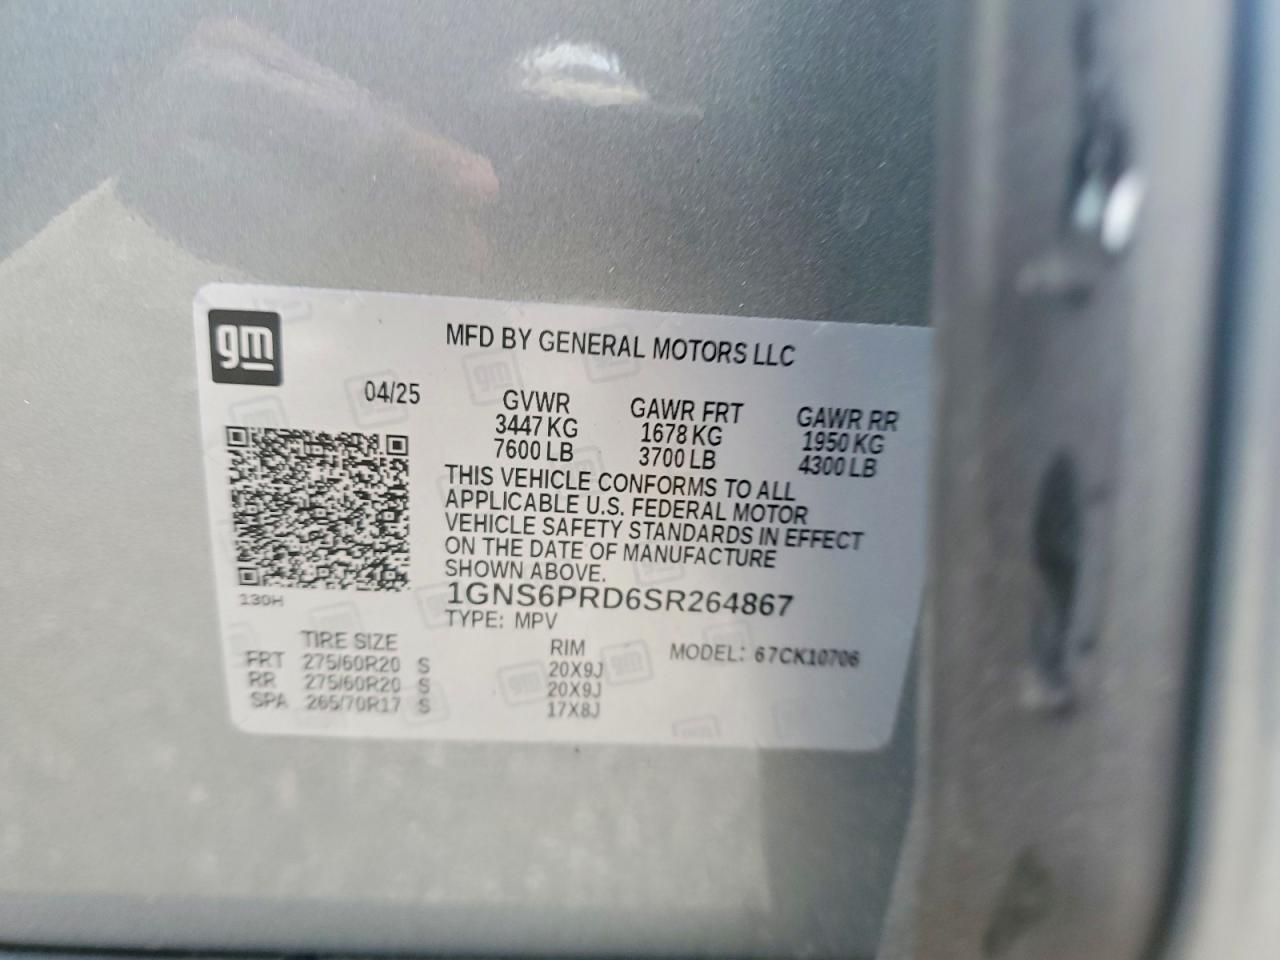 gm
MFD BY GENERAL MOTORS LLC
04/25
GVWR GAWR FRT GAWR RR
3447 KG 1678 KG 1950 KG
7600 LB 3700 LB 4300 LB
THIS VEHICLE CONFORMS TO ALL
APPLICABLE U.S. FEDERAL MOTOR
VEHICLE SAFETY STANDARDS IN EFFECT
ON THE DATE OF MANUFACTURE
SHOWN ABOVE.
130H
1GNS6PRD6SR264867
TYPE: MPV
TIRE SIZE RIM MODEL: 67CK10706
FRT 275/60R20 S 20X9J
RR 275/60R20 S 20X9J
SPA 265/70R17 S 17X8J